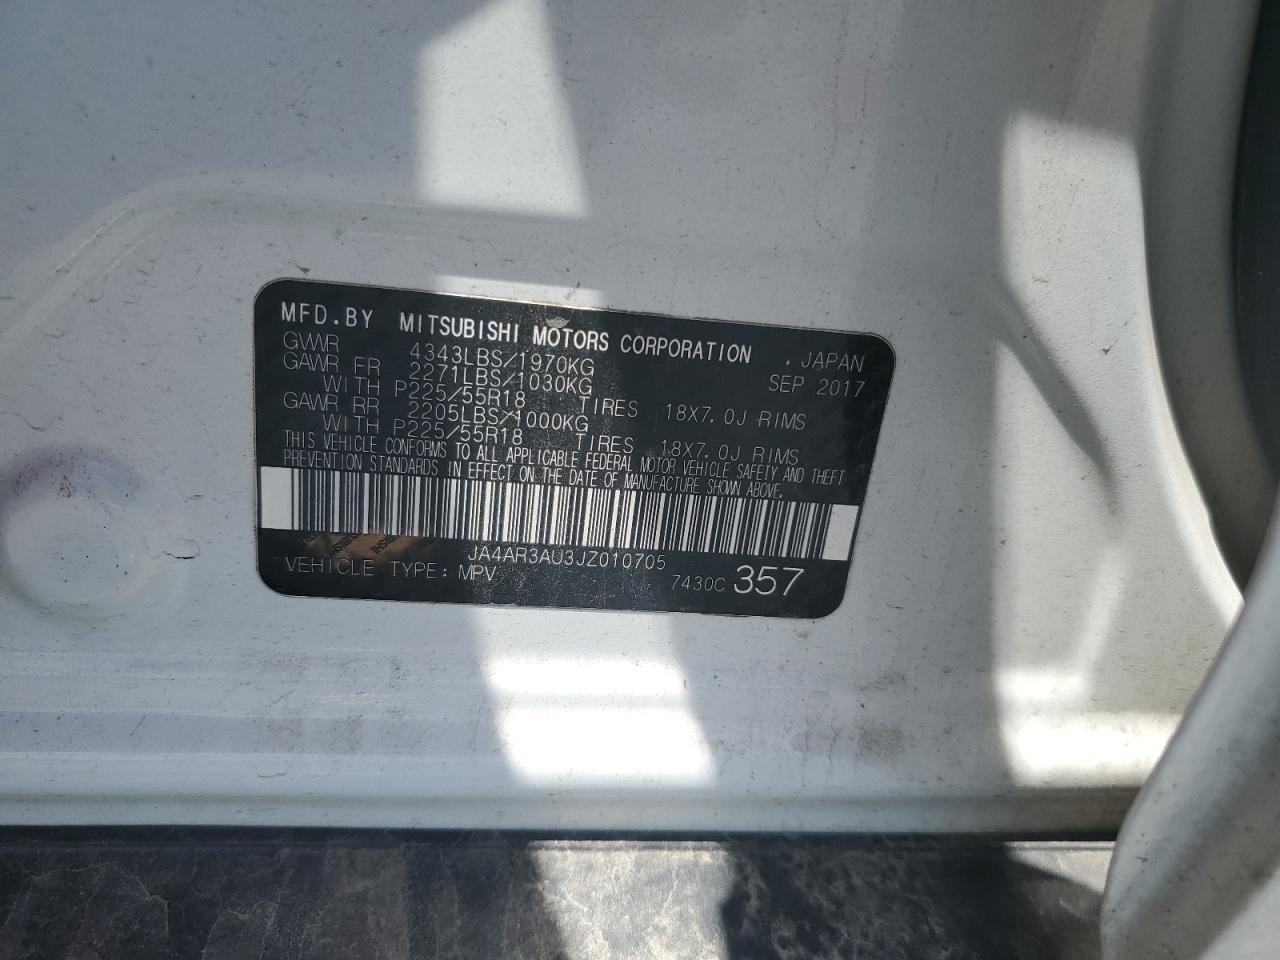 MFD.BY MITSUBISHI MOTORS CORPORATION , JAPAN
GVWR 4343LBS/1970KG SEP 2017
GAWR FR 2271LBS/1030KG
WITH P225/55R18 TIRES 18X7.0J RIMS
GAWR RR 2205LBS/1000KG
WITH P225/55R18 TIRES 18X7.0J RIMS
THIS VEHICLE CONFORMS TO ALL APPLICABLE FEDERAL MOTOR VEHICLE SAFETY AND THEFT
PREVENTION STANDARDS IN EFFECT ON THE DATE OF MANUFACTURE SHOWN ABOVE.
JA4AR3AU3JZ010705
VEHICLE TYPE: MPV 7430C 357